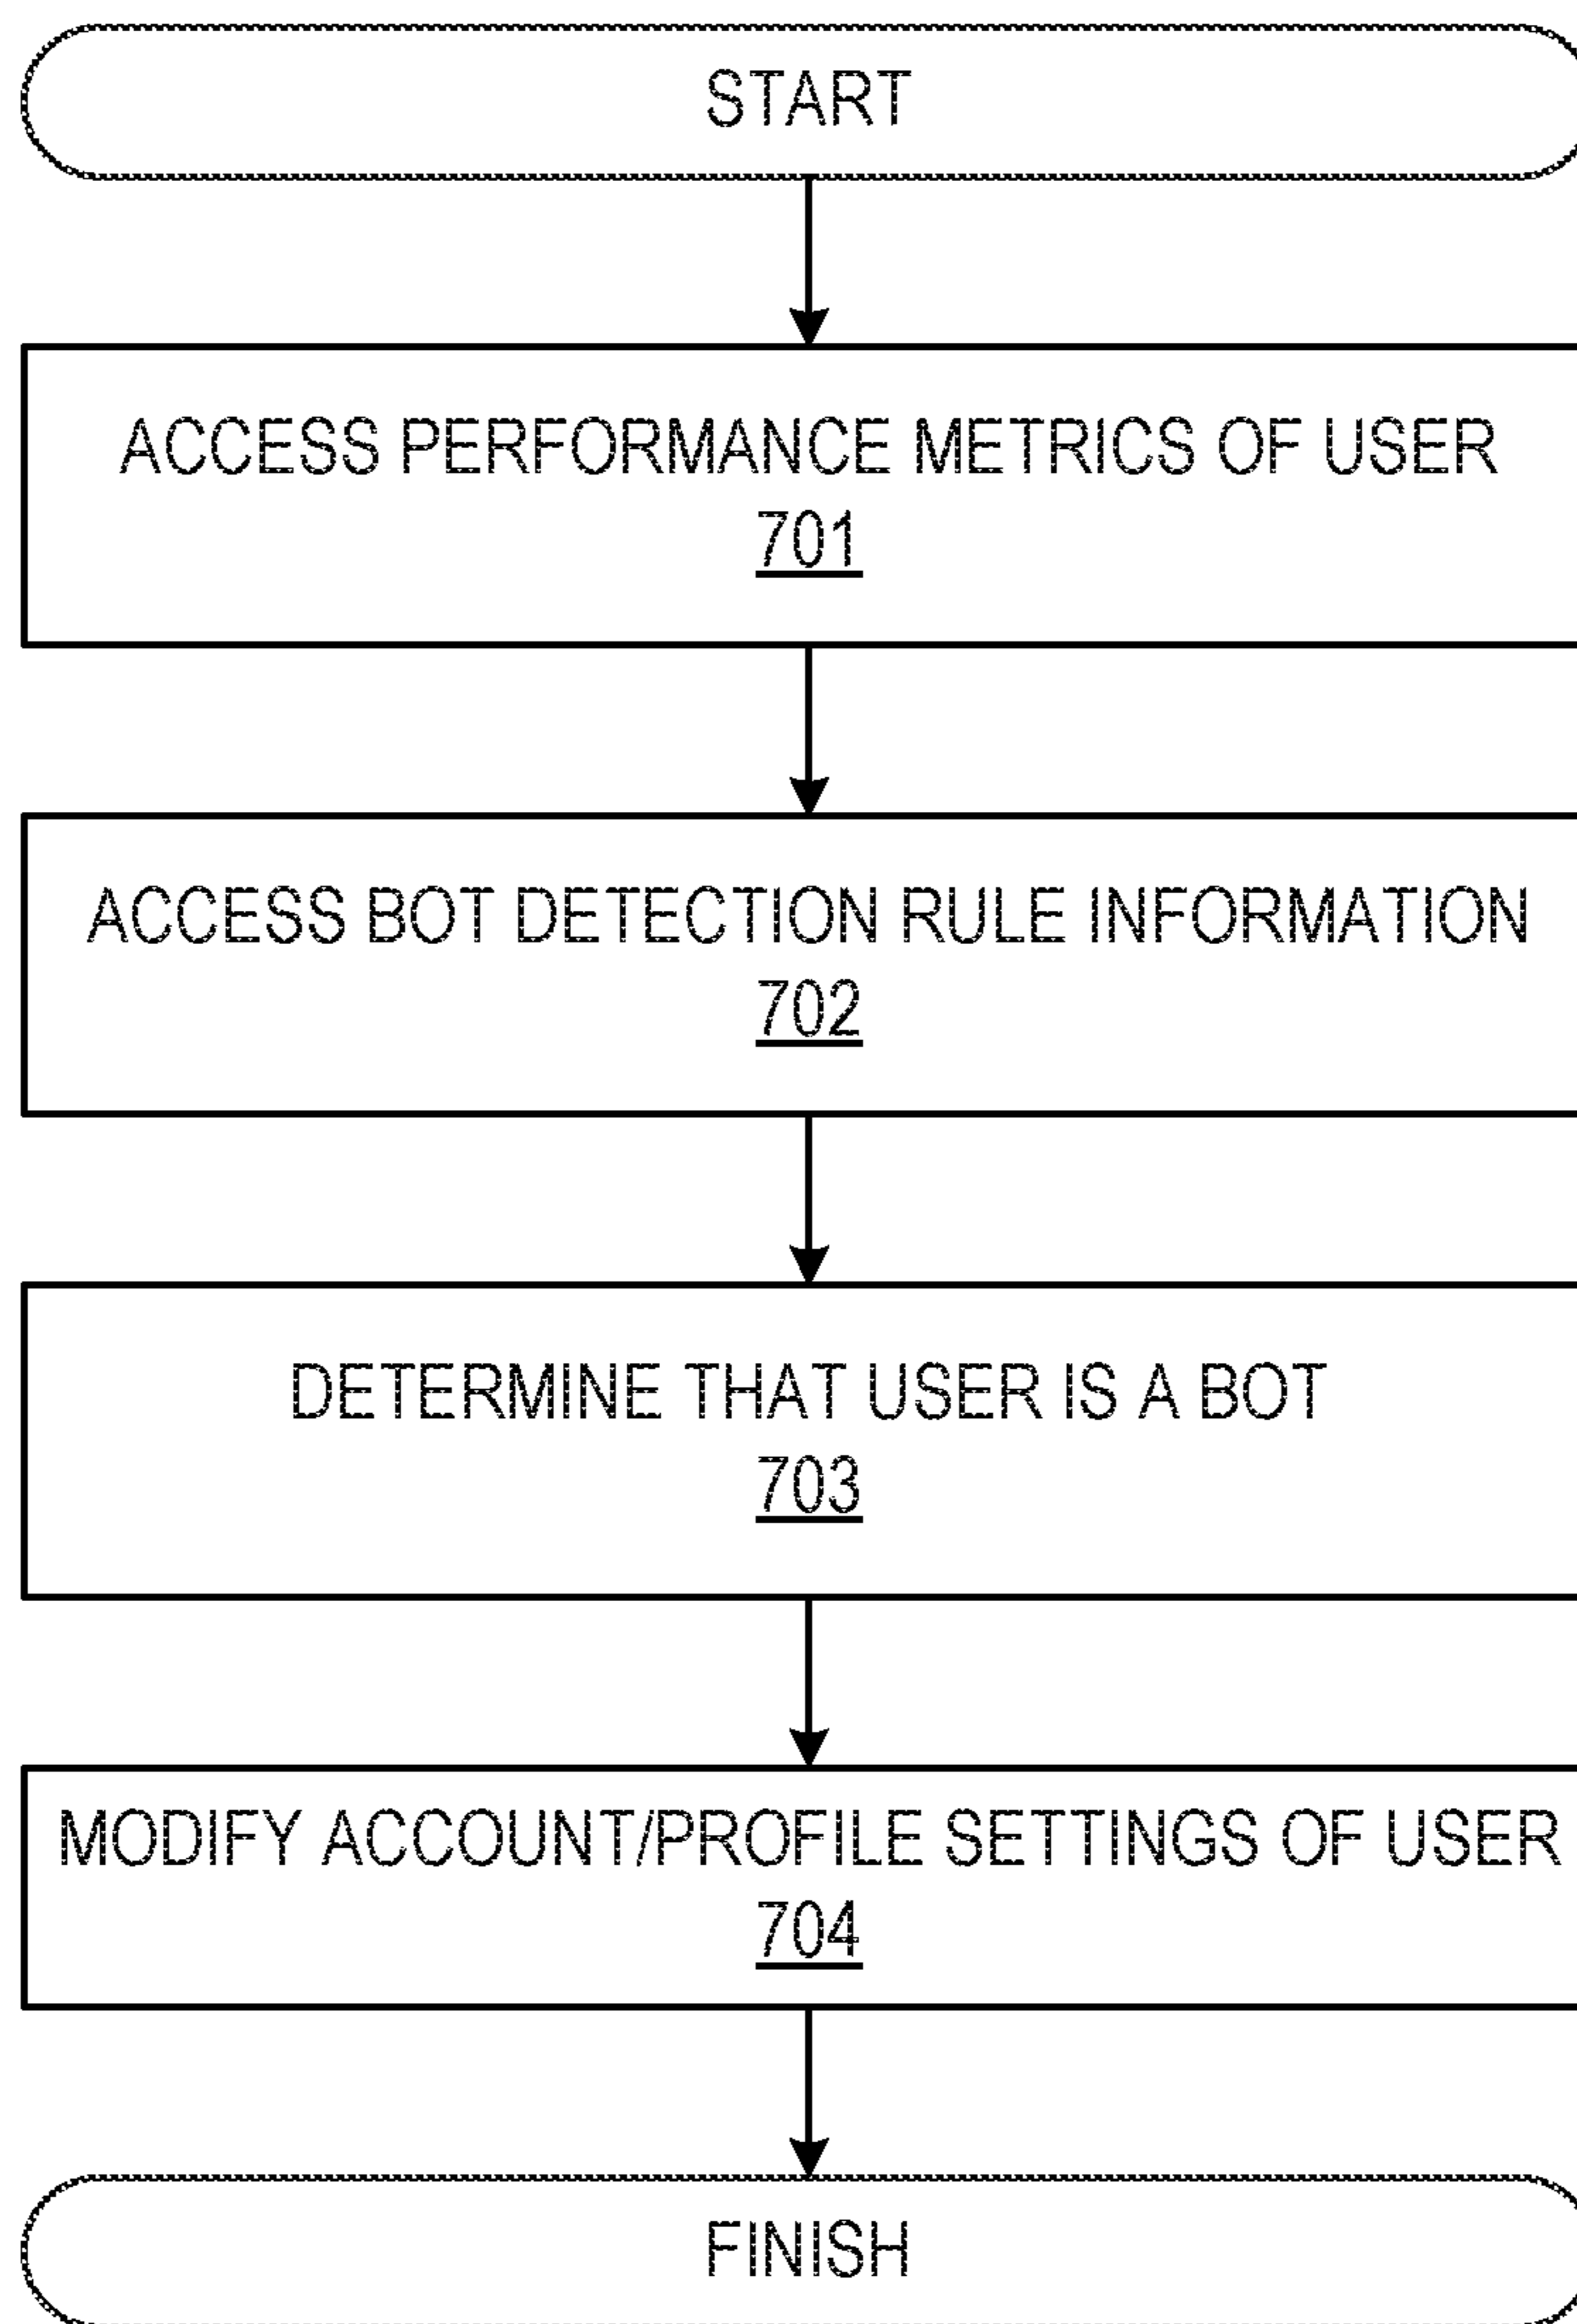 START
ACCESS PERFORMANCE METRICS OF USER
701
ACCESS BOT DETECTION RULE INFORMATION
702
DETERMINE THAT USER IS A BOT
703
MODIFY ACCOUNT/PROFILE SETTINGS OF USER
704
FINISH